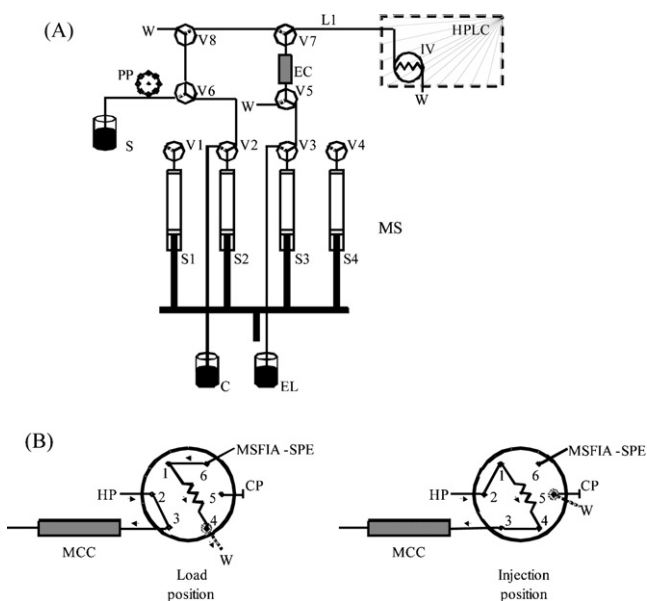 (A)
W
V8
V7
L1
HPLC
IV
W
PP
V6
EC
W
V5
S
V1
V2
V3
V4
MS
S1
S2
S3
S4
C
EL
(B)
MSFIA -SPE
1
6
HP
2
5
CP
3
4
MCC
W
Load
position
MSFIA -SPE
1
6
HP
2
5
CP
W
3
4
MCC
Injection
position